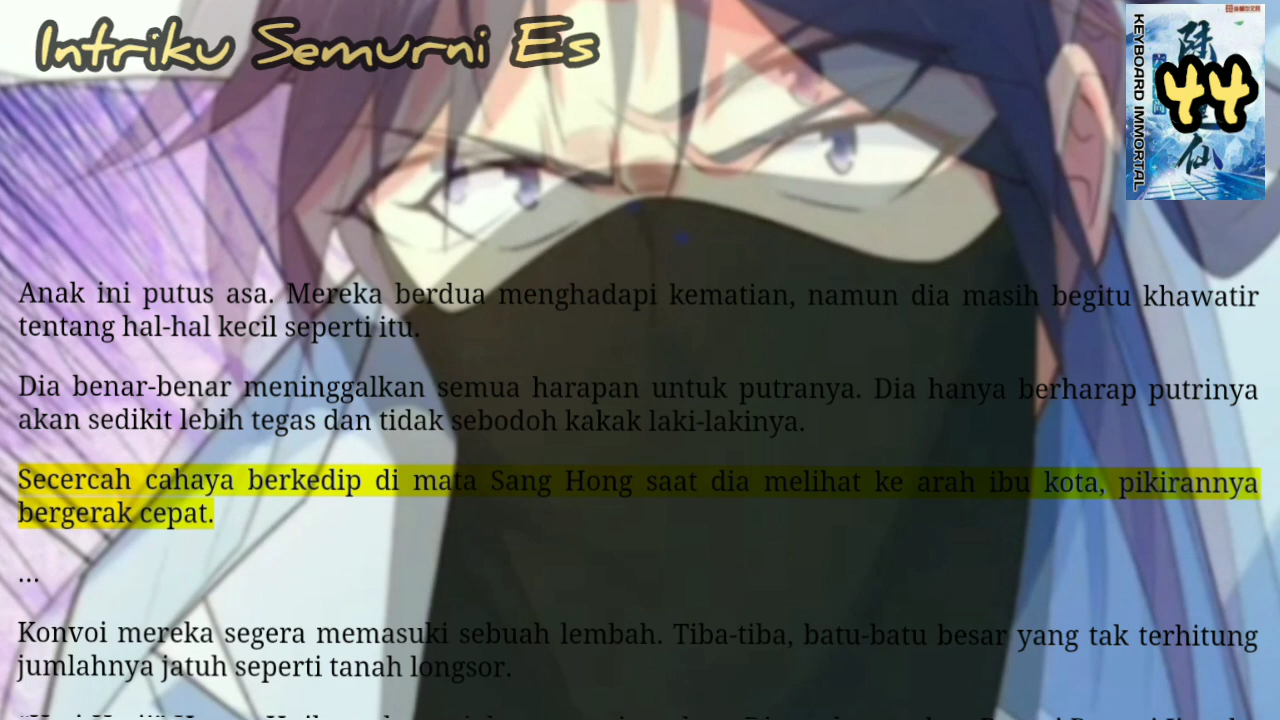 Intriku Semurni Es
KEYBOARD IMMORTAL
44
仙
Anak ini putus asa. Mereka berdua menghadapi kematian, namun dia masih begitu khawatir
tentang hal-hal kecil seperti itu.
Dia benar-benar meninggalkan semua harapan untuk putranya. Dia hanya berharap putrinya
akan sedikit lebih tegas dan tidak sebodoh kakak laki-lakinya.
Secercah cahaya berkedip di mata Sang Hong saat dia melihat ke arah ibu kota, pikirannya
bergerak cepat.
...
Konvoi mereka segera memasuki sebuah lembah. Tiba-tiba, batu-batu besar yang tak terhitung
jumlahnya jatuh seperti tanah longsor.